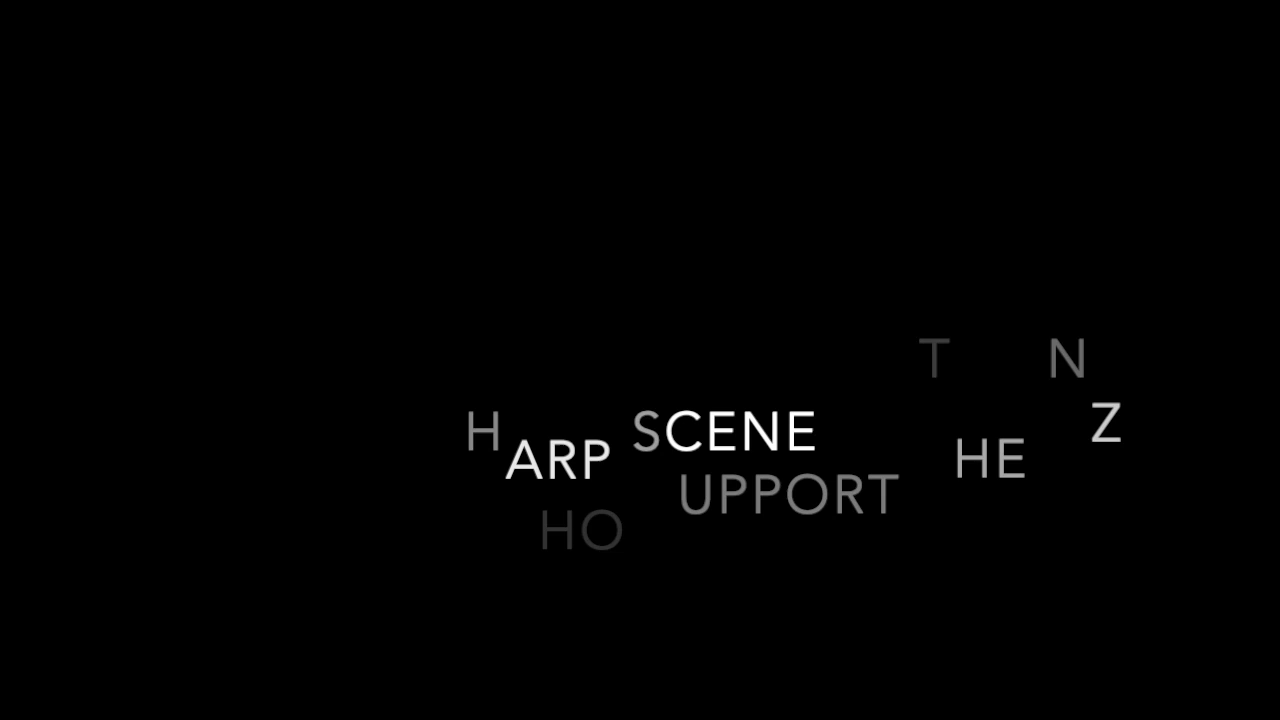 T N
Z
H SCENE
ARP HE
UPPORT
HO